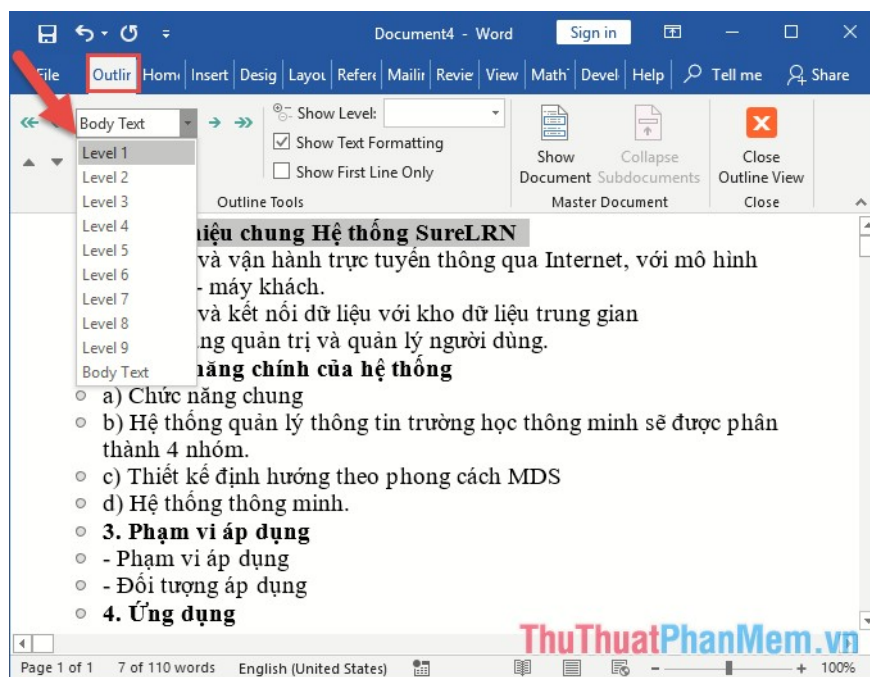 Document4 - Word Sign in
File Outlir Home Insert Desig Layou Refere Mailir Revie View Math Devel Help Tell me Share
Body Text
Show Level:
Show Text Formatting
Show First Line Only
Outline Tools
Show Document
Collapse Subdocuments
Master Document
Close Outline View
Close
Level 1
Level 2
Level 3
Level 4
Level 5
Level 6
Level 7
Level 8
Level 9
Body Text
hiệu chung Hệ thống SureLRN
và vận hành trực tuyến thông qua Internet, với mô hình
- máy khách.
và kết nối dữ liệu với kho dữ liệu trung gian
ng quản trị và quản lý người dùng.
năng chính của hệ thống
a) Chức năng chung
b) Hệ thống quản lý thông tin trường học thông minh sẽ được phân
thành 4 nhóm.
c) Thiết kế định hướng theo phong cách MDS
d) Hệ thống thông minh.
3. Phạm vi áp dụng
- Phạm vi áp dụng
- Đối tượng áp dụng
4. Ứng dụng
ThuThuatPhanMem.vn
Page 1 of 1 7 of 110 words English (United States) 100%